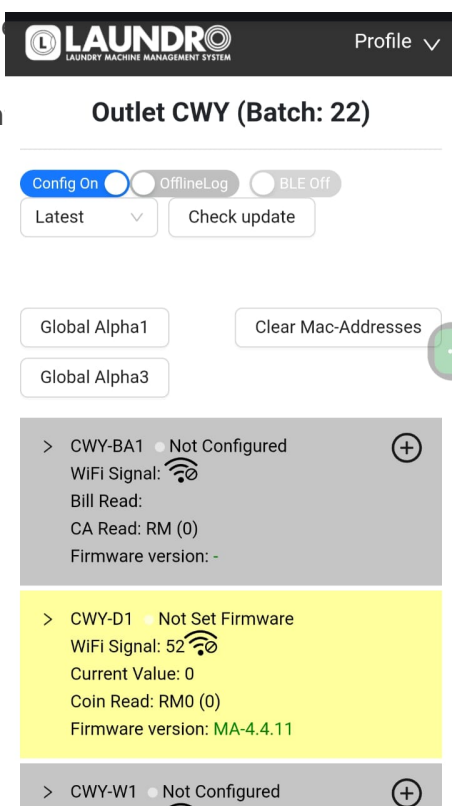 LAUNDRO
LAUNDRY MACHINE MANAGEMENT SYSTEM
Profile
Outlet CWY (Batch: 22)
Config On OfflineLog BLE Off
Latest Check update
Global Alpha1 Clear Mac-Addresses
Global Alpha3
CWY-BA1 Not Configured
WiFi Signal:
Bill Read:
CA Read: RM (0)
Firmware version: -
CWY-D1 Not Set Firmware
WiFi Signal: 52
Current Value: 0
Coin Read: RM0 (0)
Firmware version: MA-4.4.11
CWY-W1 Not Configured